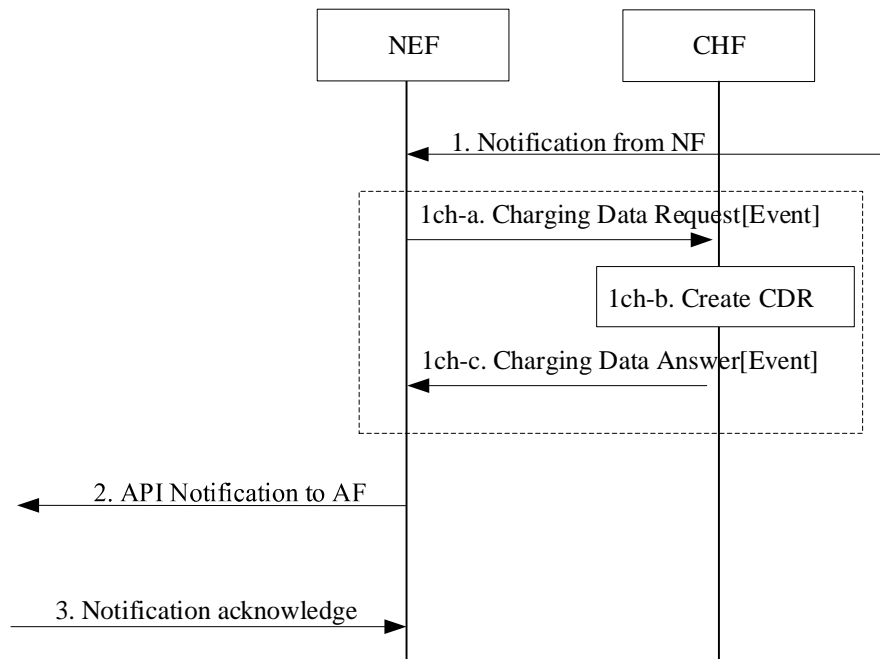 NEF
CHF
1. Notification from NF
1ch-a. Charging Data Request[Event]
1ch-b. Create CDR
1ch-c. Charging Data Answer[Event]
2. API Notification to AF
3. Notification acknowledge